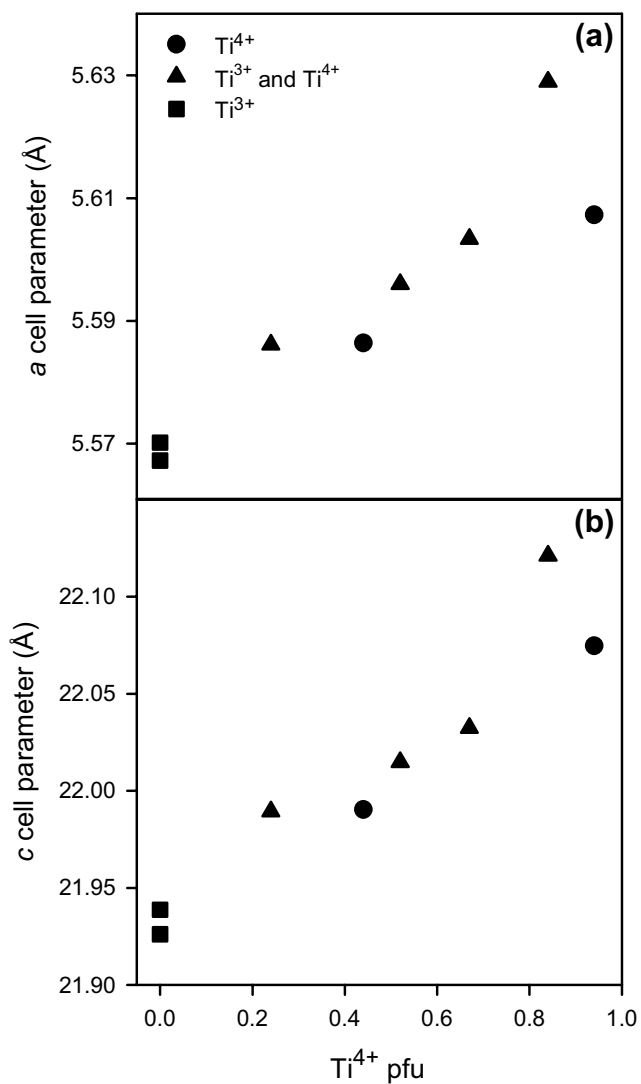 (a)
Ti⁴⁺
Ti³⁺ and Ti⁴⁺
Ti³⁺
5.63
5.61
5.59
5.57
a cell parameter (Å)
(b)
22.10
22.05
22.00
21.95
21.90
c cell parameter (Å)
0.0 0.2 0.4 0.6 0.8 1.0
Ti⁴⁺ pfu